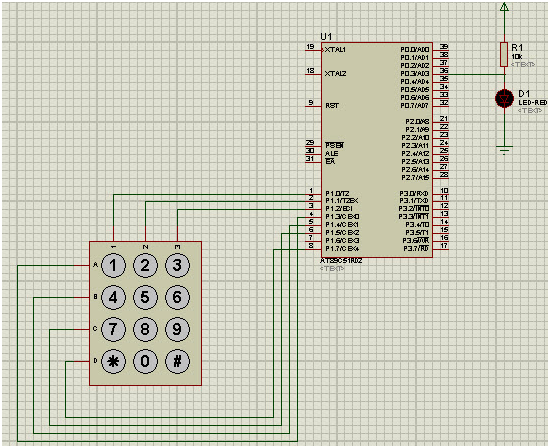 U1
19 XTAL1
18 XTAL2
9 RST
29 PSEN
30 ALE
31 EA
1 P1.0/T2
2 P1.1/T2EX
3 P1.2/ECI
4 P1.3/CEX0
5 P1.4/CEX1
6 P1.5/CEX2
7 P1.6/CEX3
8 P1.7/CEX4
P0.0/AD0 39
P0.1/AD1 38
P0.2/AD2 37
P0.3/AD3 36
P0.4/AD4 35
P0.5/AD5 34
P0.6/AD6 33
P0.7/AD7 32
P2.0/A8 21
P2.1/A9 22
P2.2/A10 23
P2.3/A11 24
P2.4/A12 25
P2.5/A13 26
P2.6/A14 27
P2.7/A15 28
P3.0/RXD 10
P3.1/TXD 11
P3.2/INT0 12
P3.3/INT1 13
P3.4/T0 14
P3.5/T1 15
P3.6/WR 16
P3.7/RD 17
AT89C51RD2
<TEXT>
R1
10k
<TEXT>
D1
LED-RED
<TEXT>
1 2 3
A 1 2 3
B 4 5 6
C 7 8 9
D * 0 #